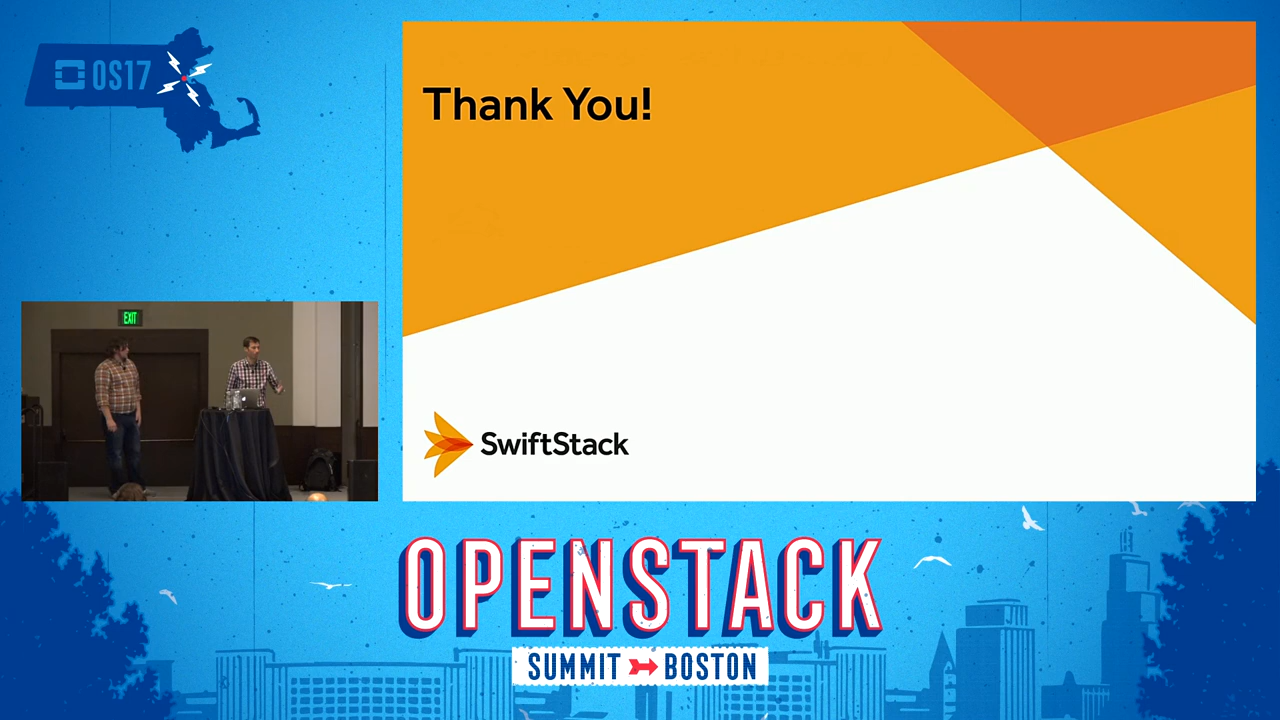 OS17
Thank You!
EXIT
SwiftStack
OPENSTACK
SUMMIT BOSTON